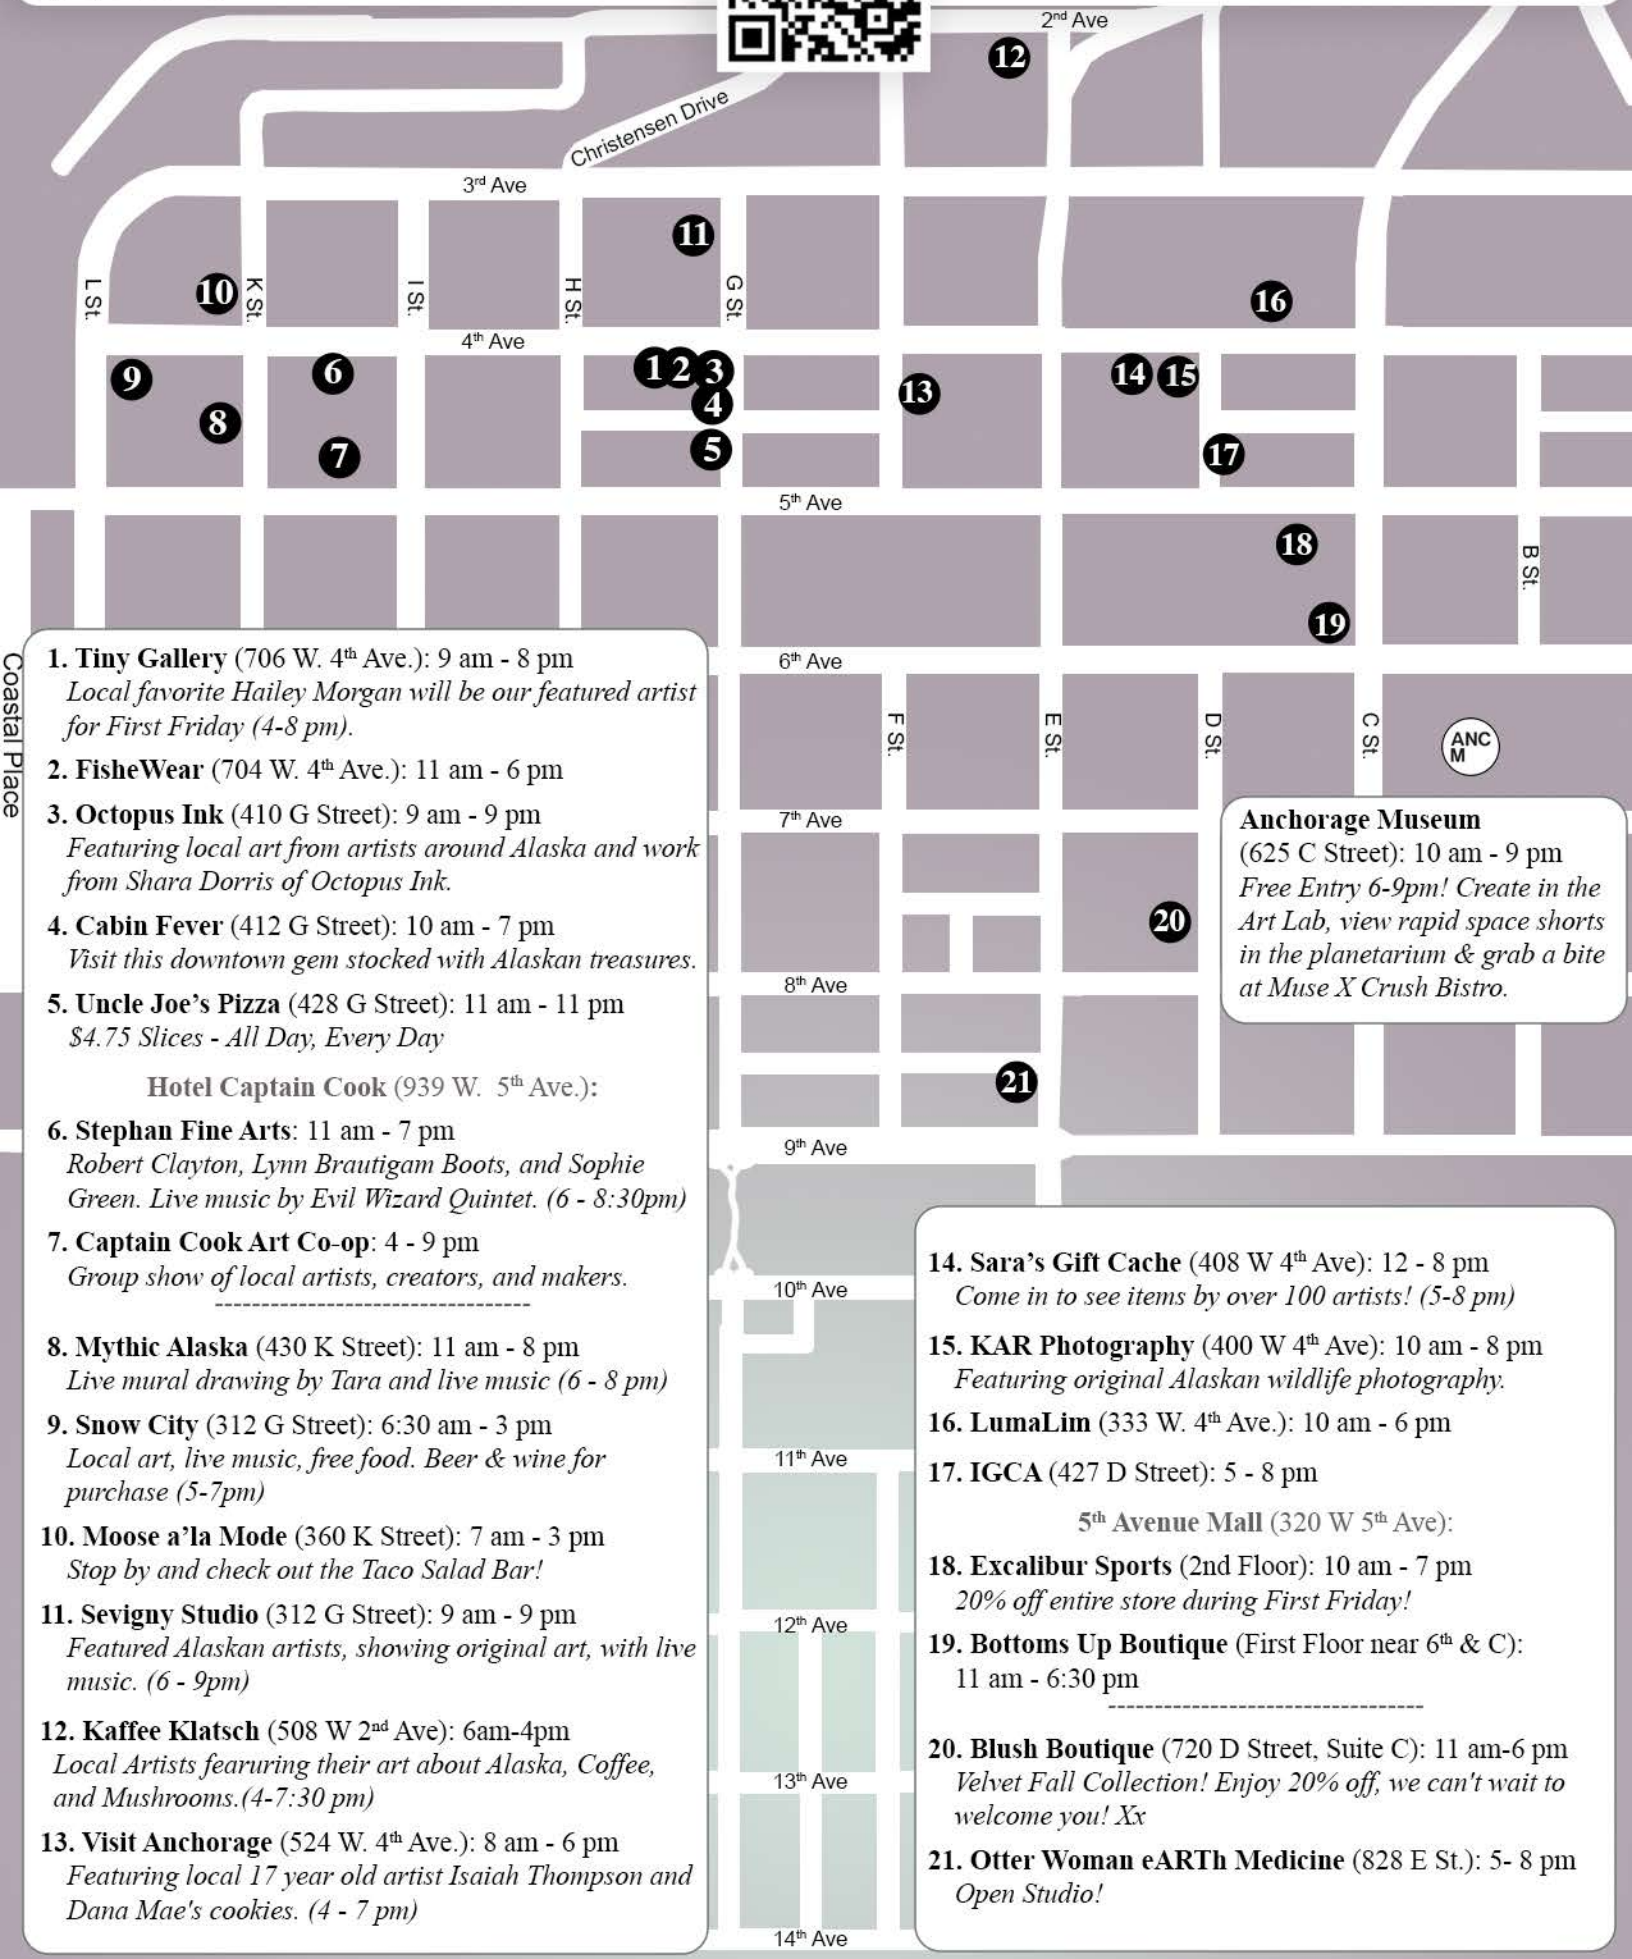 2nd Ave
12
Christensen Drive
3rd Ave
11
L St.
10
K St.
I St.
H St.
G St.
16
4th Ave
9
6
1
2
3
4
13
14
15
8
7
5
17
5th Ave
18
B St.
19
Coastal Place
6th Ave
F St.
E St.
D St.
C St.
ANC
M
7th Ave
20
8th Ave
21
9th Ave
10th Ave
11th Ave
12th Ave
13th Ave
14th Ave
1. Tiny Gallery (706 W. 4th Ave.): 9 am - 8 pm
Local favorite Hailey Morgan will be our featured artist
for First Friday (4-8 pm).
2. FisheWear (704 W. 4th Ave.): 11 am - 6 pm
3. Octopus Ink (410 G Street): 9 am - 9 pm
Featuring local art from artists around Alaska and work
from Shara Dorris of Octopus Ink.
4. Cabin Fever (412 G Street): 10 am - 7 pm
Visit this downtown gem stocked with Alaskan treasures.
5. Uncle Joe's Pizza (428 G Street): 11 am - 11 pm
$4.75 Slices - All Day, Every Day
Hotel Captain Cook (939 W. 5th Ave.):
6. Stephan Fine Arts: 11 am - 7 pm
Robert Clayton, Lynn Brautigam Boots, and Sophie
Green. Live music by Evil Wizard Quintet. (6 - 8:30pm)
7. Captain Cook Art Co-op: 4 - 9 pm
Group show of local artists, creators, and makers.
----------------------------------
8. Mythic Alaska (430 K Street): 11 am - 8 pm
Live mural drawing by Tara and live music (6 - 8 pm)
9. Snow City (312 G Street): 6:30 am - 3 pm
Local art, live music, free food. Beer & wine for
purchase (5-7pm)
10. Moose a'la Mode (360 K Street): 7 am - 3 pm
Stop by and check out the Taco Salad Bar!
11. Sevigny Studio (312 G Street): 9 am - 9 pm
Featured Alaskan artists, showing original art, with live
music. (6 - 9pm)
12. Kaffee Klatsch (508 W 2nd Ave): 6am-4pm
Local Artists fearuring their art about Alaska, Coffee,
and Mushrooms.(4-7:30 pm)
13. Visit Anchorage (524 W. 4th Ave.): 8 am - 6 pm
Featuring local 17 year old artist Isaiah Thompson and
Dana Mae's cookies. (4 - 7 pm)
Anchorage Museum
(625 C Street): 10 am - 9 pm
Free Entry 6-9pm! Create in the
Art Lab, view rapid space shorts
in the planetarium & grab a bite
at Muse X Crush Bistro.
14. Sara's Gift Cache (408 W 4th Ave): 12 - 8 pm
Come in to see items by over 100 artists! (5-8 pm)
15. KAR Photography (400 W 4th Ave): 10 am - 8 pm
Featuring original Alaskan wildlife photography.
16. LumaLim (333 W. 4th Ave.): 10 am - 6 pm
17. IGCA (427 D Street): 5 - 8 pm
5th Avenue Mall (320 W 5th Ave):
18. Excalibur Sports (2nd Floor): 10 am - 7 pm
20% off entire store during First Friday!
19. Bottoms Up Boutique (First Floor near 6th & C):
11 am - 6:30 pm
----------------------------------
20. Blush Boutique (720 D Street, Suite C): 11 am-6 pm
Velvet Fall Collection! Enjoy 20% off, we can't wait to
welcome you! Xx
21. Otter Woman eARTh Medicine (828 E St.): 5- 8 pm
Open Studio!